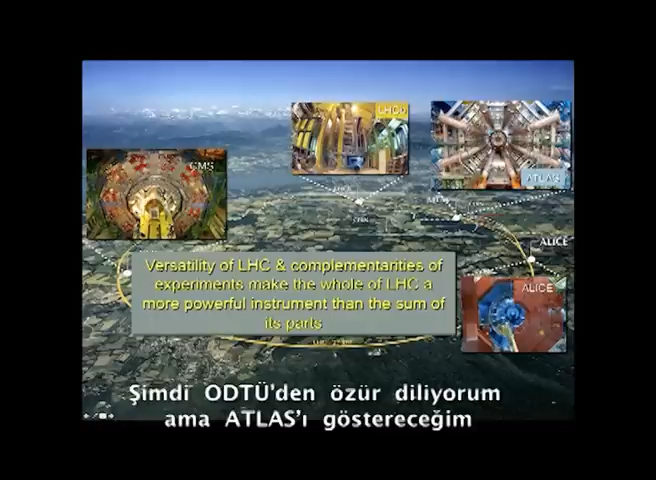 LHCb
ATLAS
CMS
ALICE
ALICE
Versatility of LHC & complementarities of
experiments make the whole of LHC a
more powerful instrument than the sum of
its parts
Şimdi ODTÜ'den özür diliyorum
ama ATLAS'ı göstereceğim